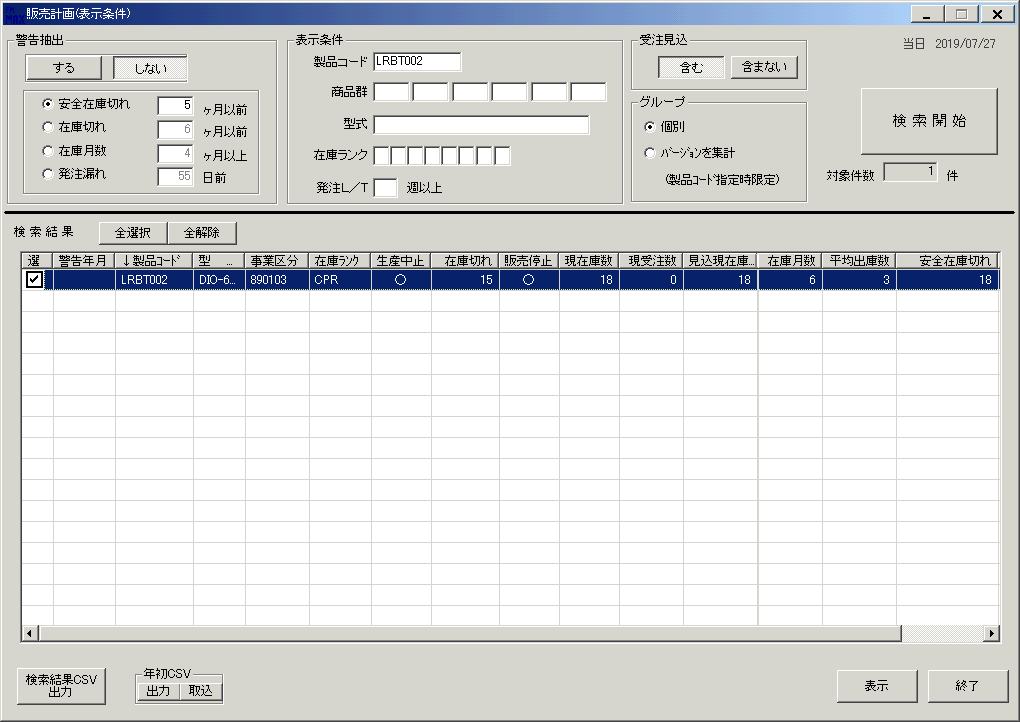 販売計画(表示条件)
警告抽出
する しない
安全在庫切れ 5 ヶ月以前
在庫切れ 6 ヶ月以前
在庫月数 4 ヶ月以上
発注漏れ 55 日前
表示条件
製品コード LRBT002
商品群
型式
在庫ランク
発注L/T 週以上
受注見込
含む 含まない
グループ
個別
バージョンを集計
(製品コード指定時限定)
当日 2019/07/27
検 索 開 始
対象件数 1 件
検 索 結 果 全選択 全解除
選 警告年月 ↓製品コード 型 ... 事業区分 在庫ランク 生産中止 在庫切れ 販売停止 現在庫数 現受注数 見込現在庫... 在庫月数 平均出庫数 安全在庫切れ
LRBT002 DIO-6... 890103 CPR ○ 15 ○ 18 0 18 6 3 18
検索結果CSV
出力
年初CSV
出力 取込
表示 終了